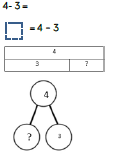 4- 3 =
= 4 - 3
4
3 ?
4
? 3